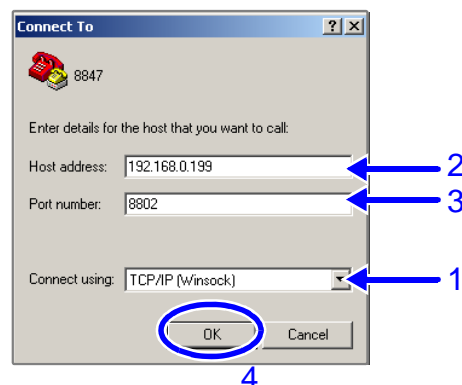 Connect To ? X
8847
Enter details for the host that you want to call:
Host address: 192.168.0.199 2
Port number: 8802 3
Connect using: TCP/IP (Winsock) 1
OK Cancel
4